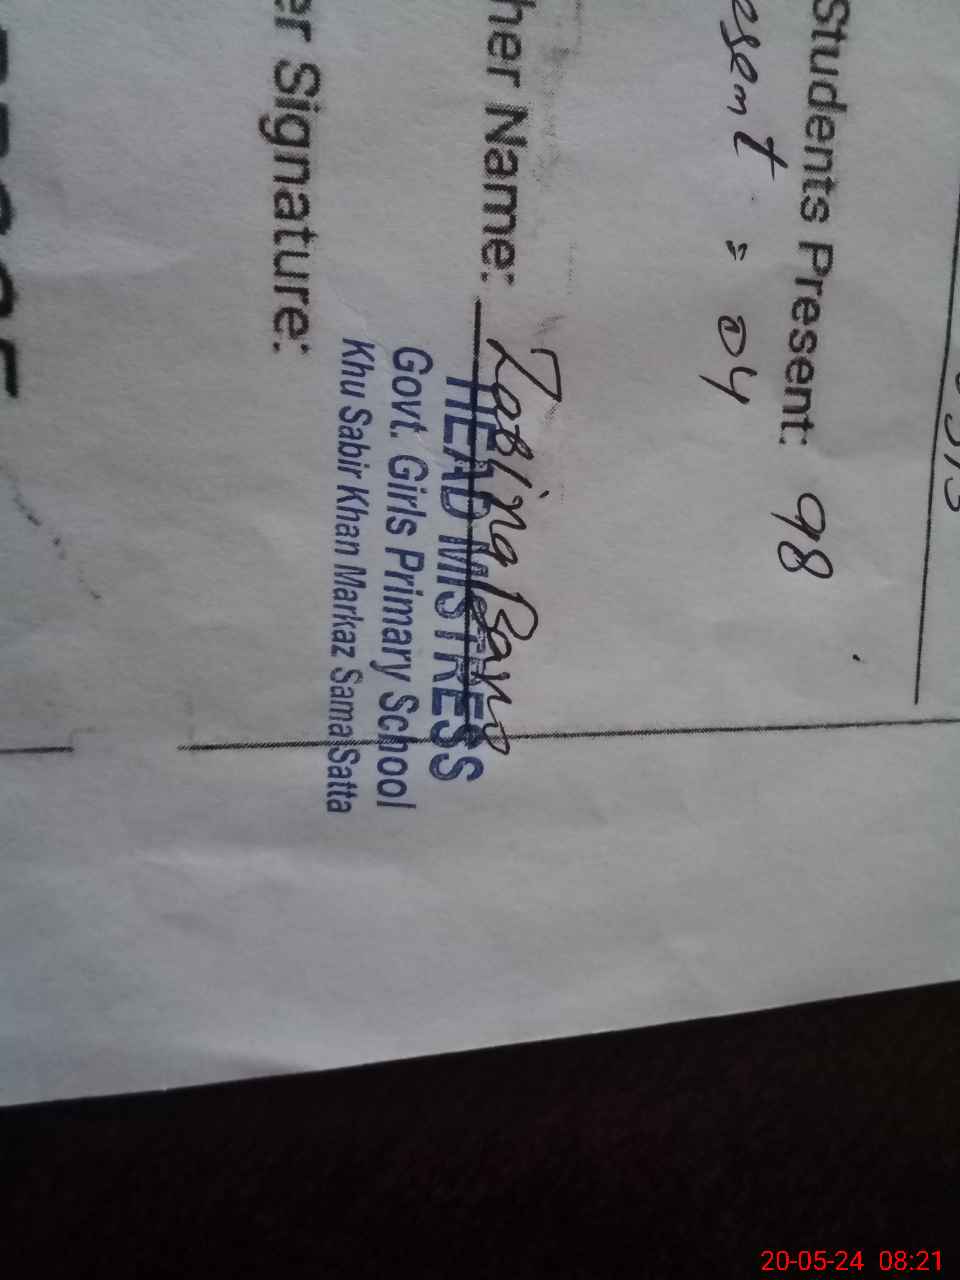 Students Present: 98
esent = 04
her Name: Zabina Bano
HEAD MISTRESS
Govt. Girls Primary School
Khu Sabir Khan Markaz Sama Satta
er Signature:
20-05-24 08:21